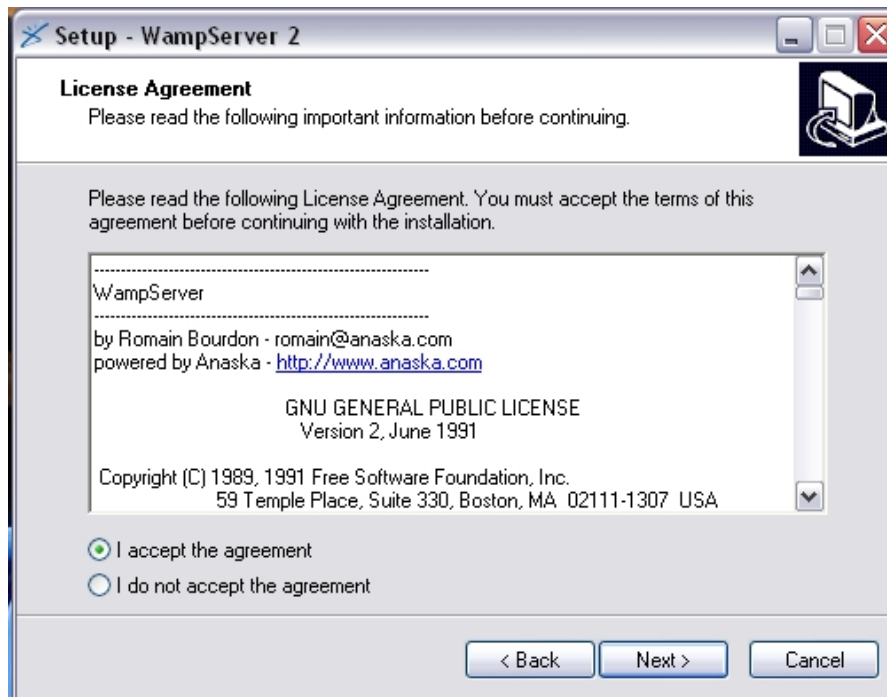 Setup - WampServer 2
License Agreement
Please read the following important information before continuing.
Please read the following License Agreement. You must accept the terms of this
agreement before continuing with the installation.
------------------------------------------------------------
WampServer
------------------------------------------------------------
by Romain Bourdon - romain@anaska.com
powered by Anaska - http://www.anaska.com
GNU GENERAL PUBLIC LICENSE
Version 2, June 1991
Copyright (C) 1989, 1991 Free Software Foundation, Inc.
59 Temple Place, Suite 330, Boston, MA 02111-1307 USA
I accept the agreement
I do not accept the agreement
< Back Next > Cancel